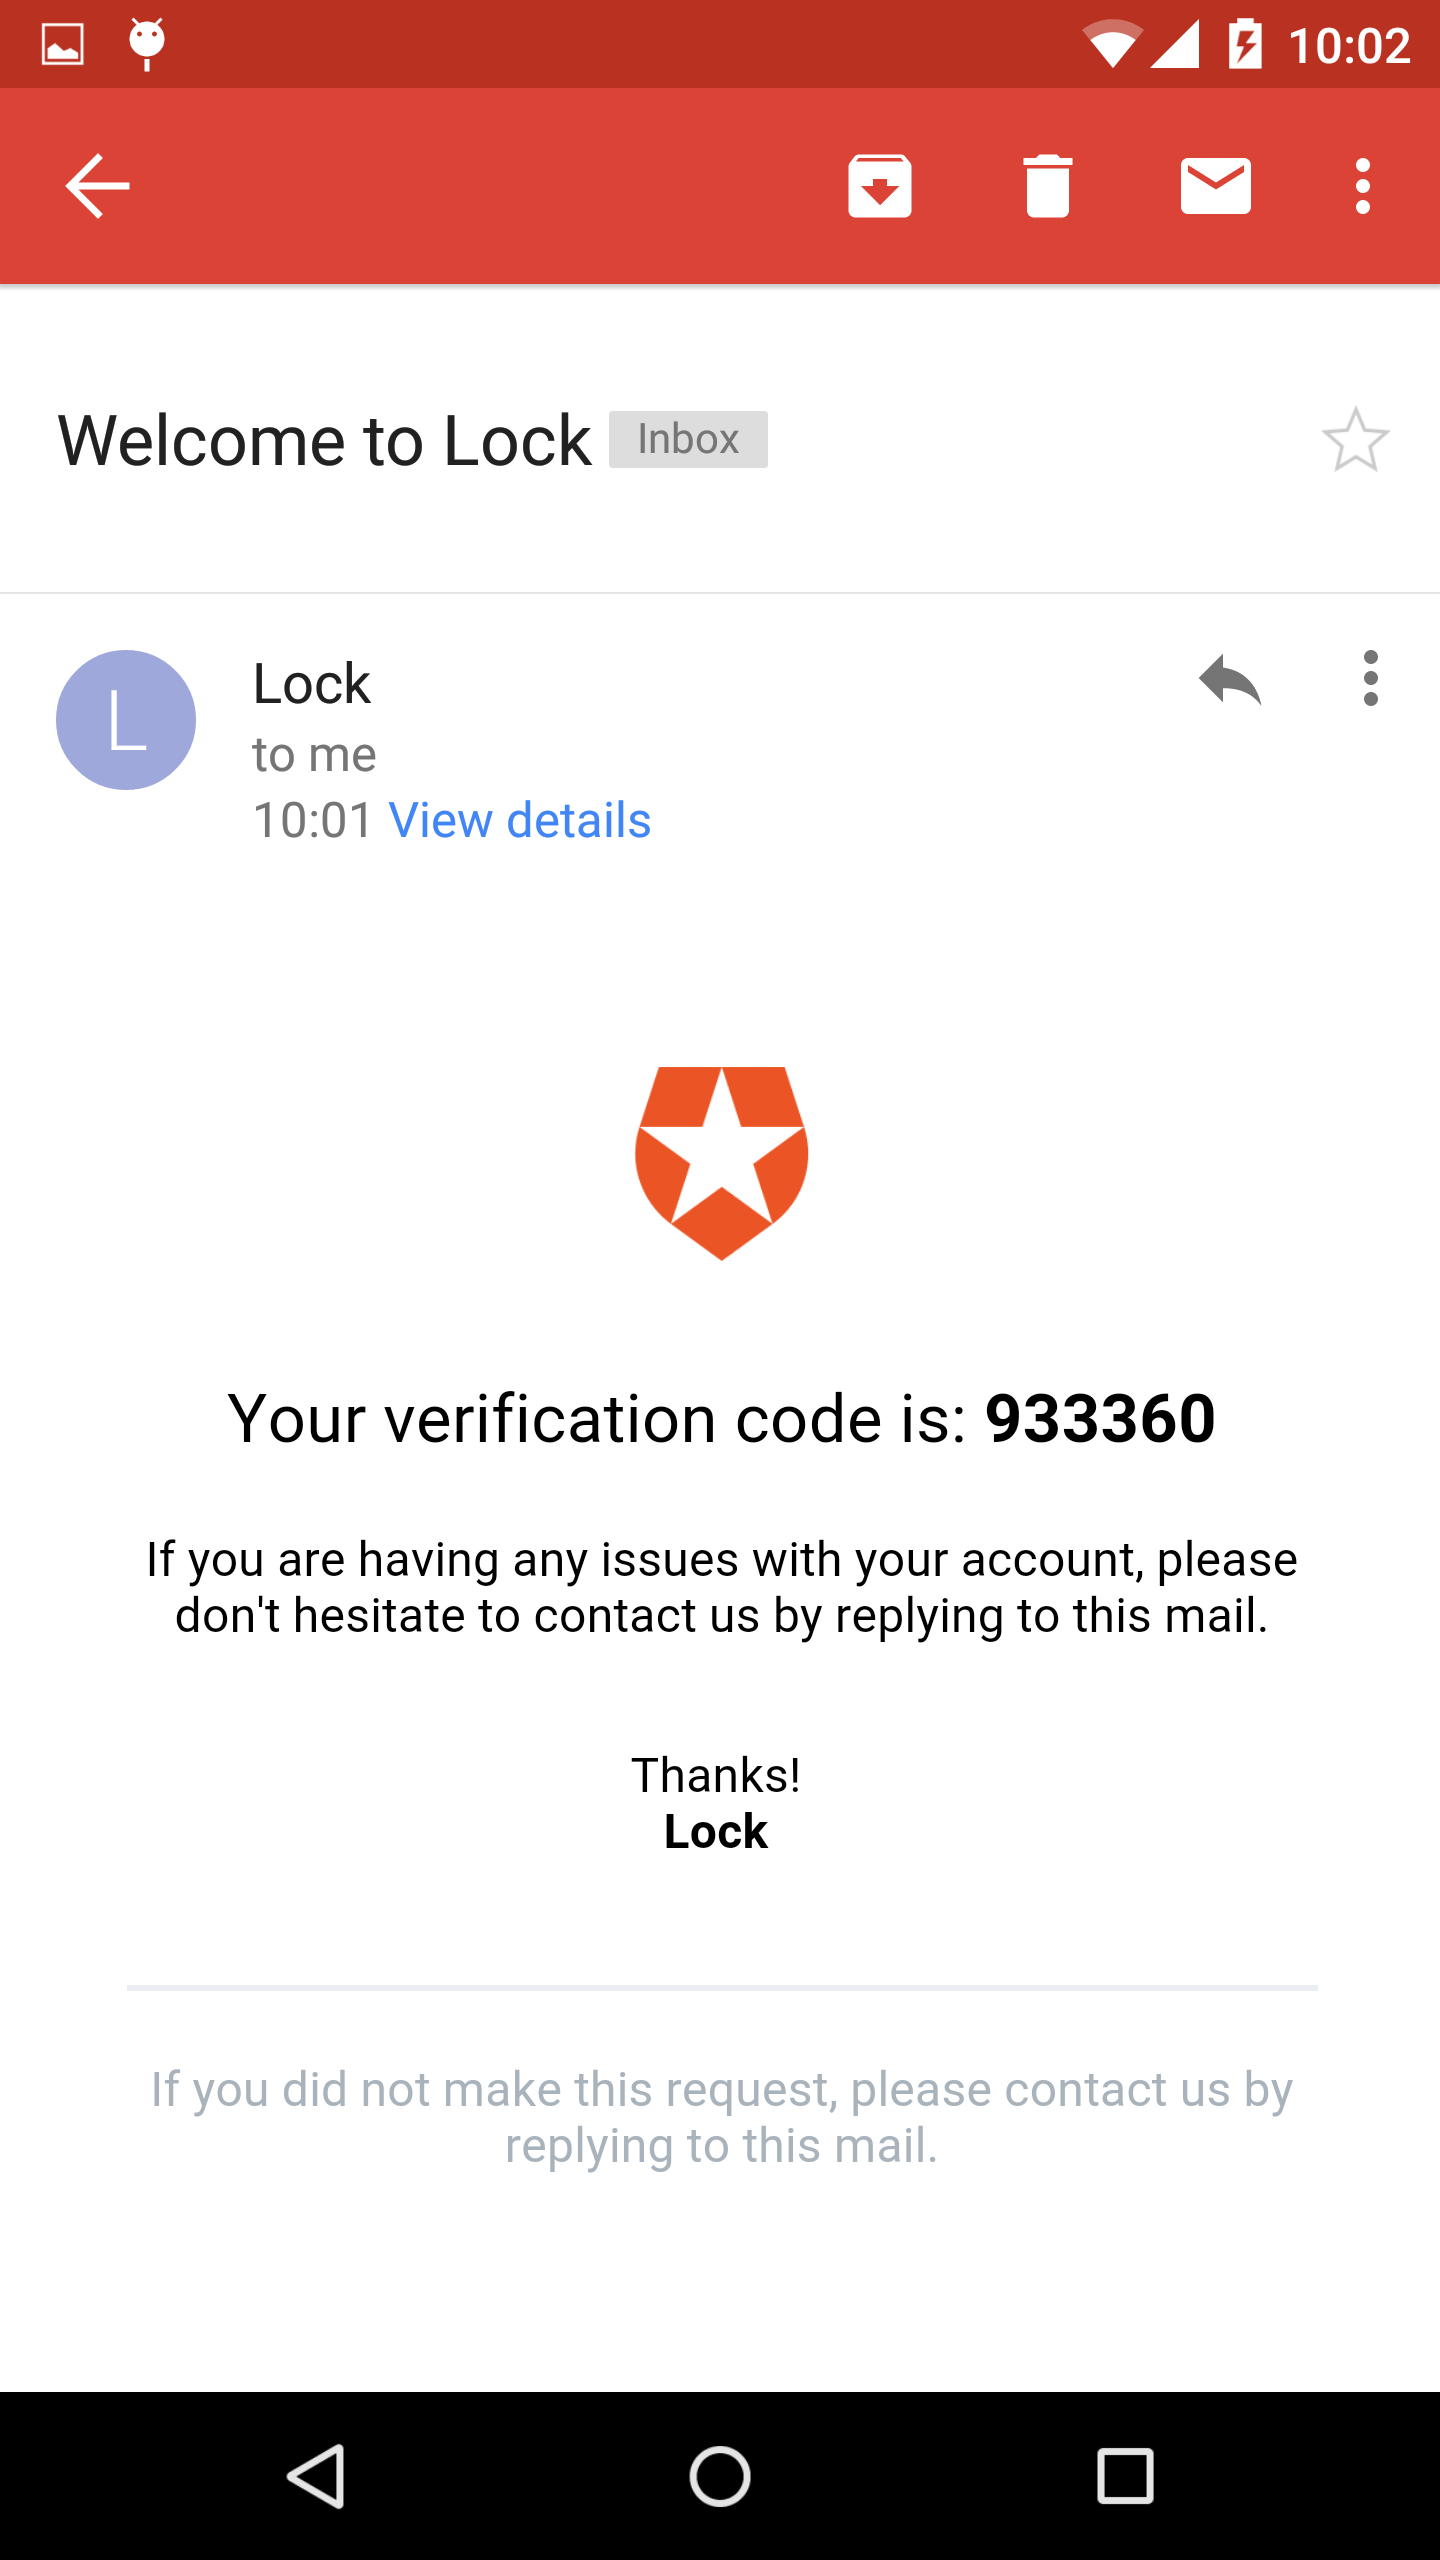 10:02
Welcome to Lock Inbox
L
Lock
to me
10:01 View details
Your verification code is: 933360
If you are having any issues with your account, please
don't hesitate to contact us by replying to this mail.
Thanks!
Lock
If you did not make this request, please contact us by
replying to this mail.